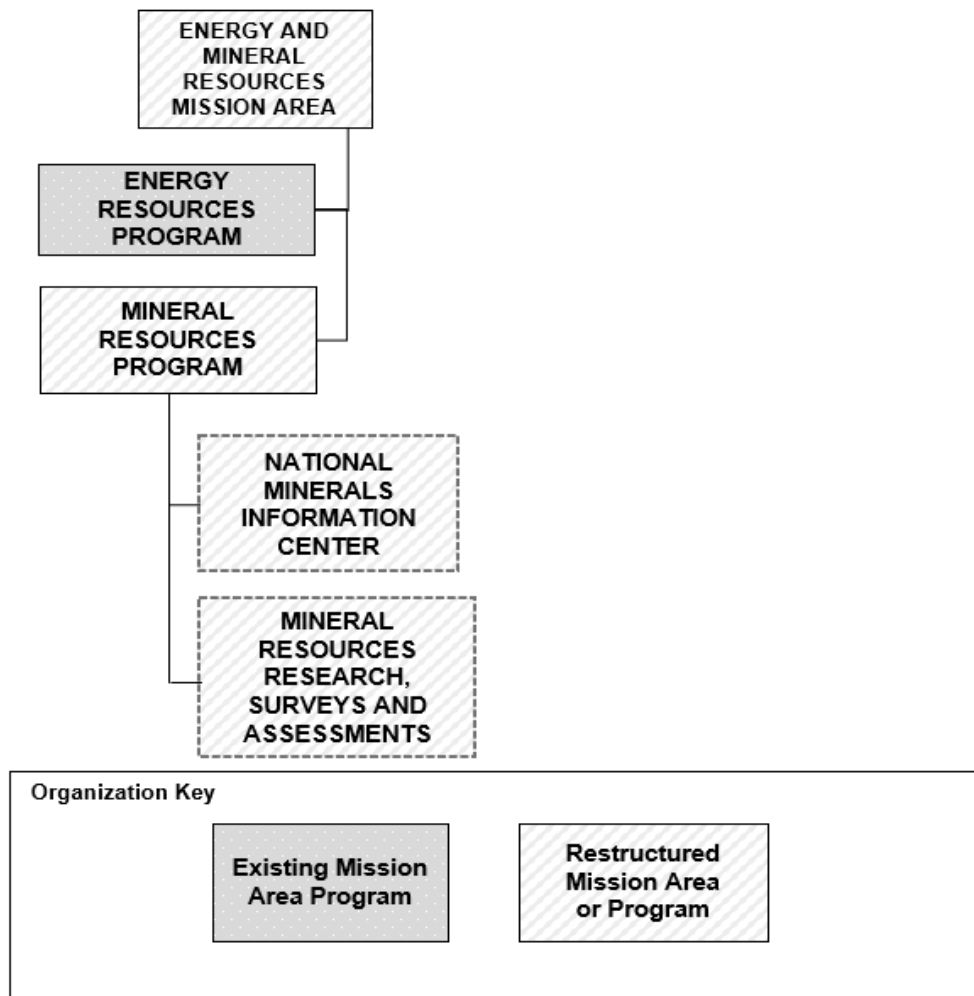 ENERGY AND
MINERAL
RESOURCES
MISSION AREA
ENERGY
RESOURCES
PROGRAM
MINERAL
RESOURCES
PROGRAM
NATIONAL
MINERALS
INFORMATION
CENTER
MINERAL
RESOURCES
RESEARCH,
SURVEYS AND
ASSESSMENTS
Organization Key
Existing Mission
Area Program
Restructured
Mission Area
or Program